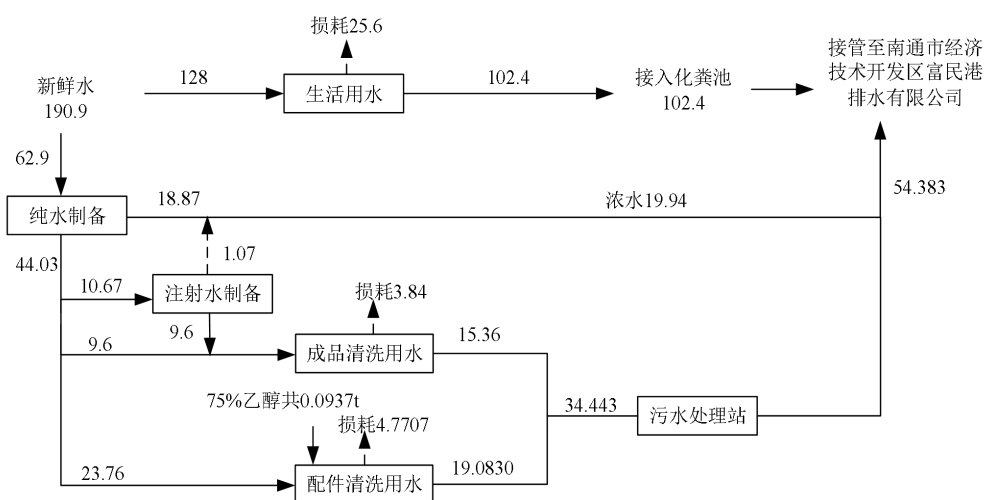 损耗25.6
接管至南通市经济
技术开发区富民港
排水有限公司
新鲜水
190.9
128
生活用水
102.4
接入化粪池
102.4
62.9
54.383
纯水制备
18.87
浓水19.94
44.03
1.07
10.67
注射水制备
损耗3.84
9.6
9.6
成品清洗用水
15.36
75%乙醇共0.0937t
34.443
污水处理站
损耗4.7707
23.76
配件清洗用水
19.0830